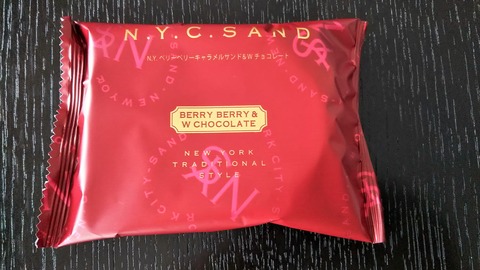 N.Y.C.SAND
N.Y.ベリーベリーキャラメルサンド&Wチョコレート
BERRY BERRY &
W CHOCOLATE
NEW YORK
TRADITIONAL
STYLE